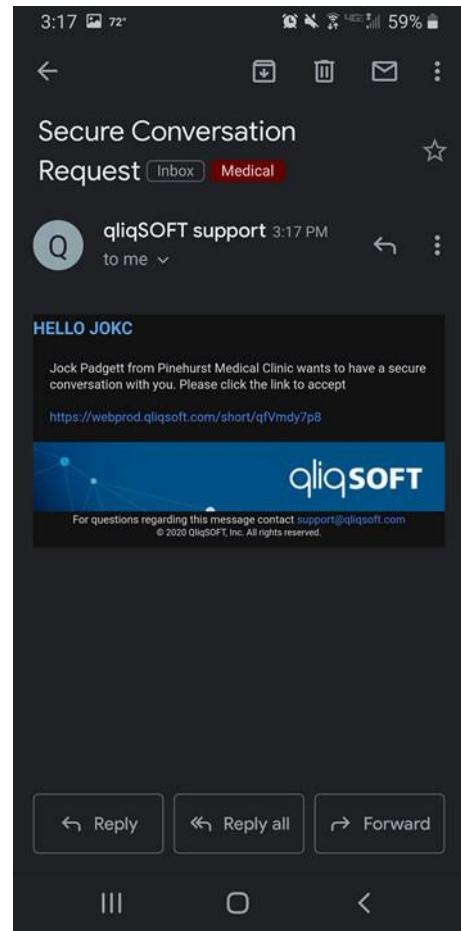 3:17 72° 59%
Secure Conversation
Request Inbox Medical
Q qliqSOFT support 3:17 PM
to me
HELLO JOKC
Jock Padgett from Pinehurst Medical Clinic wants to have a secure
conversation with you. Please click the link to accept
https://webprod.qliqsoft.com/short/qfVmdy7p8
qliqSOFT
For questions regarding this message contact support@qliqsoft.com
© 2020 QliqSOFT, Inc. All rights reserved.
Reply Reply all Forward